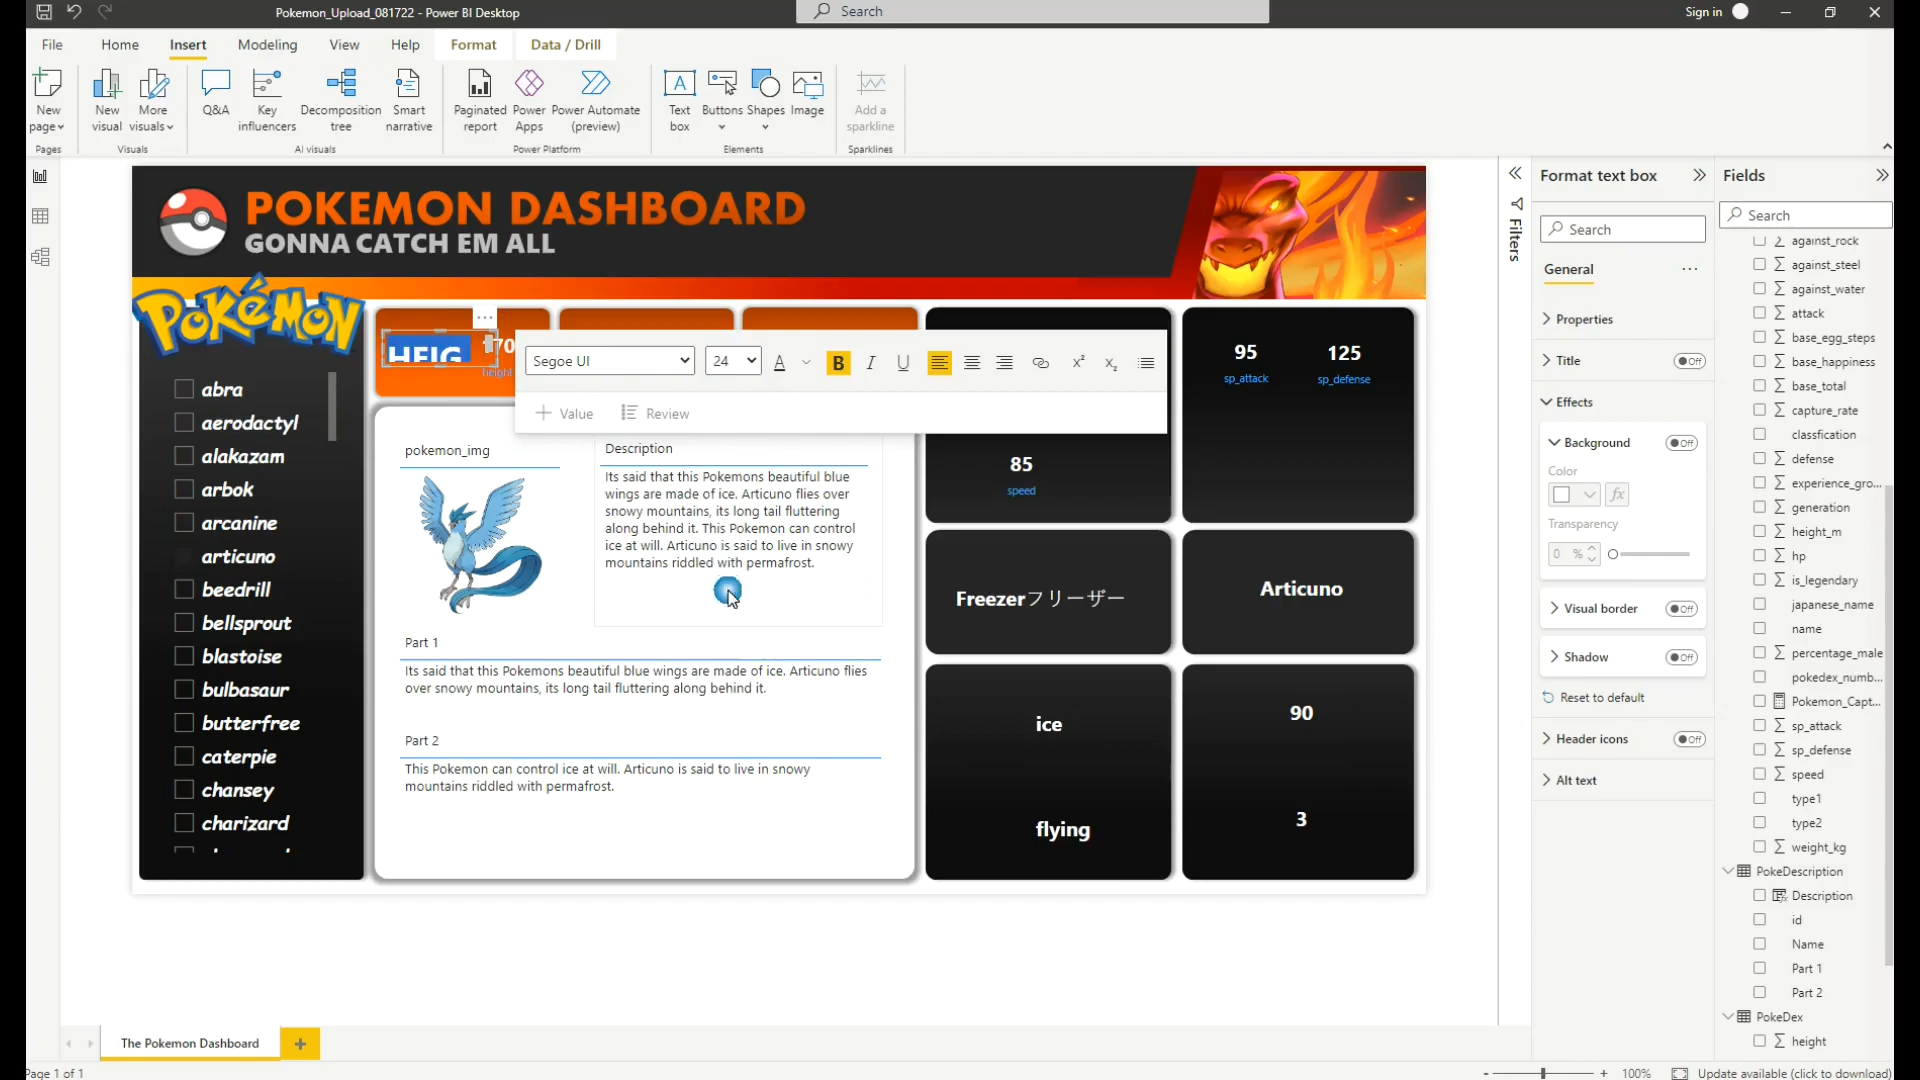 Pokemon_Upload_081722 - Power BI Desktop
Search
Sign in
File
Home
Insert
Modeling
View
Help
Format
Data / Drill
New page
New visual
More visuals
Q&A
Key influencers
Decomposition tree
Smart narrative
Paginated report
Power Apps
Power Automate (preview)
Text box
Buttons
Shapes
Image
Add a sparkline
Pages
Visuals
AI visuals
Power Platform
Elements
Sparklines
POKEMON DASHBOARD
GONNA CATCH EM ALL
POKéMON
abra
aerodactyl
alakazam
arbok
arcanine
articuno
beedrill
bellsprout
blastoise
bulbasaur
butterfree
caterpie
chansey
charizard
HEIG
height
Segoe UI
24
A
B
I
U
Value
Review
pokemon_img
Description
Its said that this Pokemons beautiful blue
wings are made of ice. Articuno flies over
snowy mountains, its long tail fluttering
along behind it. This Pokemon can control
ice at will. Articuno is said to live in snowy
mountains riddled with permafrost.
Part 1
Its said that this Pokemons beautiful blue wings are made of ice. Articuno flies
over snowy mountains, its long tail fluttering along behind it.
Part 2
This Pokemon can control ice at will. Articuno is said to live in snowy
mountains riddled with permafrost.
85
speed
95
sp_attack
125
sp_defense
Freezerフリーザー
Articuno
ice
flying
90
3
Filters
Format text box
Search
General
Properties
Title
Off
Effects
Background
Off
Color
fx
Transparency
0 %
Visual border
Off
Shadow
Off
Reset to default
Header icons
Off
Alt text
Fields
Search
against_rock
against_steel
against_water
attack
base_egg_steps
base_happiness
base_total
capture_rate
classfication
defense
experience_gro...
generation
height_m
hp
is_legendary
japanese_name
name
percentage_male
pokedex_numb...
Pokemon_Capt...
sp_attack
sp_defense
speed
type1
type2
weight_kg
PokeDescription
Description
id
Name
Part 1
Part 2
PokeDex
height
The Pokemon Dashboard
Page 1 of 1
100%
Update available (click to download)